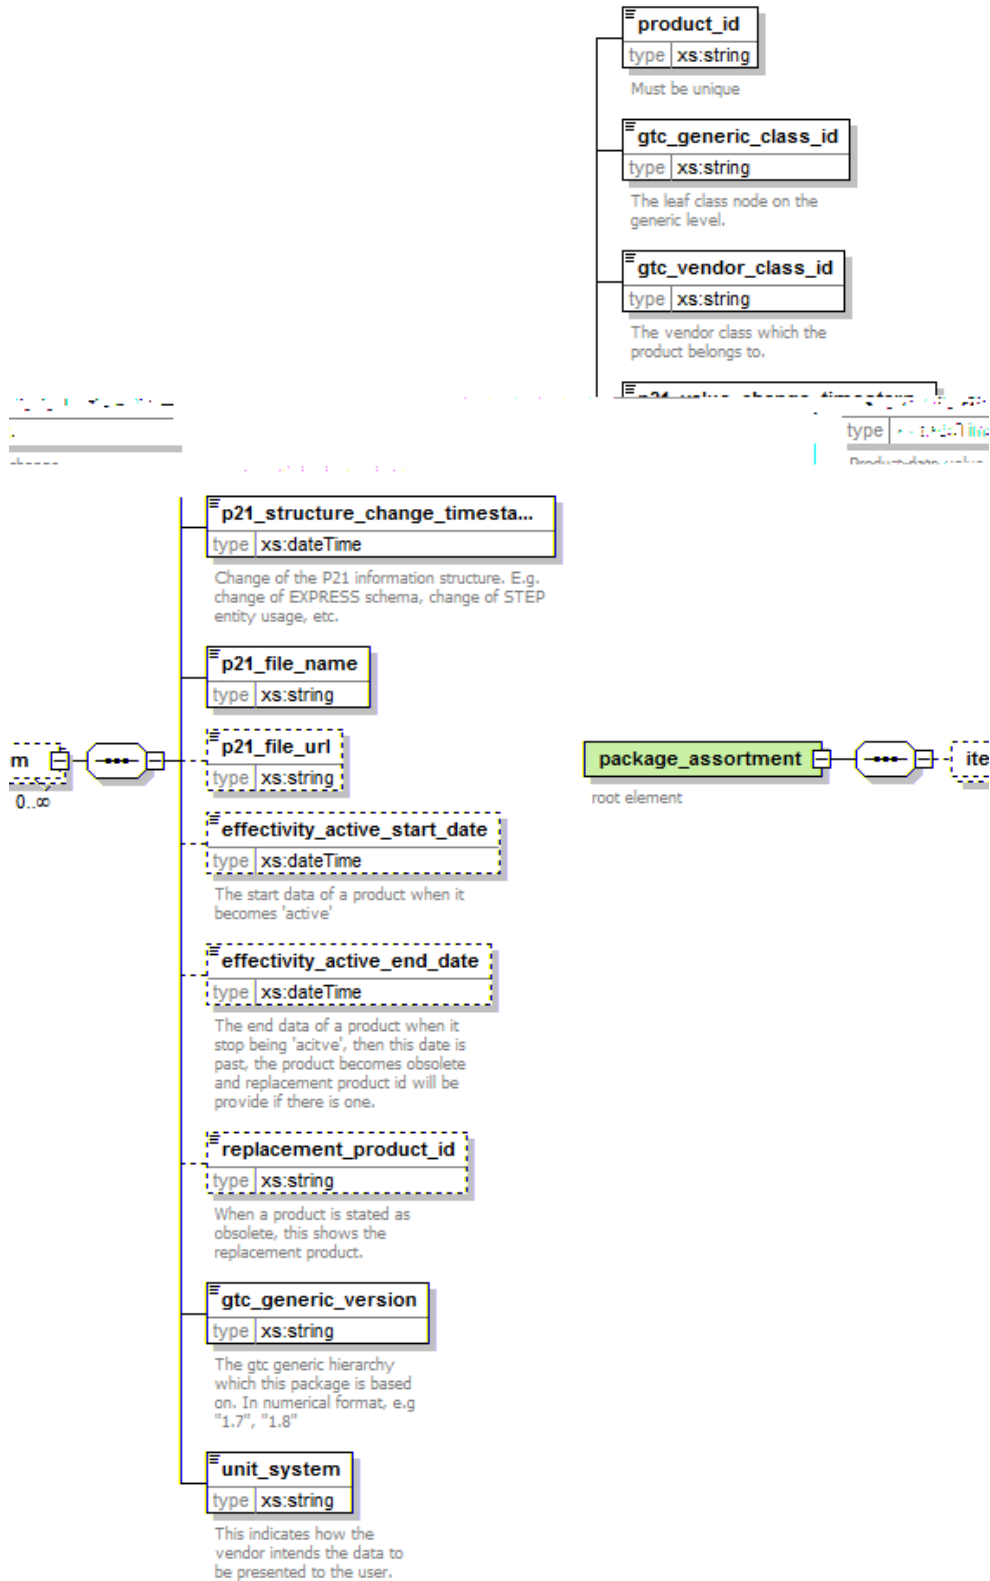 product_id
type xs:string
Must be unique
gtc_generic_class_id
type xs:string
The leaf class node on the
generic level.
gtc_vendor_class_id
type xs:string
The vendor class which the
product belongs to.
type
p21_structure_change_timesta...
type xs:dateTime
Change of the P21 information structure. E.g.
change of EXPRESS schema, change of STEP
entity usage, etc.
p21_file_name
type xs:string
m
0..∞
p21_file_url
type xs:string
package_assortment
root element
ite
effectivity_active_start_date
type xs:dateTime
The start data of a product when it
becomes 'active'
effectivity_active_end_date
type xs:dateTime
The end data of a product when it
stop being 'acitve', then this date is
past, the product becomes obsolete
and replacement product id will be
provide if there is one.
replacement_product_id
type xs:string
When a product is stated as
obsolete, this shows the
replacement product.
gtc_generic_version
type xs:string
The gtc generic hierarchy
which this package is based
on. In numerical format, e.g
"1.7", "1.8"
unit_system
type xs:string
This indicates how the
vendor intends the data to
be presented to the user.